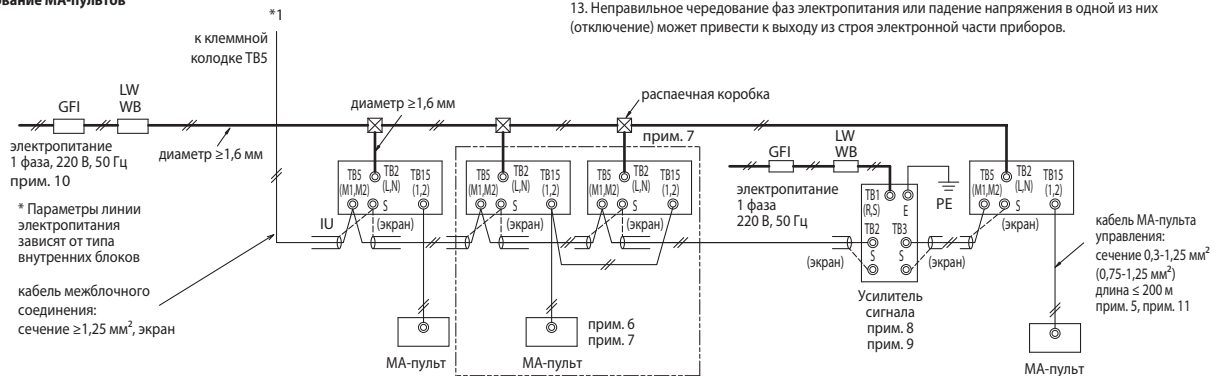 ование МА-пультов
13. Неправильное чередование фаз электропитания или падение напряжения в одной из них
(отключение) может привести к выходу из строя электронной части приборов.
*1
к клеммной
колодке TB5
GFI
LW
WB
диаметр ≥1,6 мм
распаечная коробка
электропитание
1 фаза, 220 В, 50 Гц
прим. 10
диаметр ≥1,6 мм
прим. 7
* Параметры линии
электропитания
зависят от типа
внутренних блоков
кабель межблочного
соединения:
сечение ≥1,25 мм², экран
IU
TB5
(M1,M2)
TB2
(L,N)
TB15
(1,2)
S
(экран)
МА-пульт
TB5
(M1,M2)
TB2
(L,N)
TB15
(1,2)
S
(экран)
МА-пульт
прим. 6
прим. 7
TB5
(M1,M2)
TB2
(L,N)
TB15
(1,2)
S
(экран)
GFI
LW
WB
электропитание
1 фаза
220 В, 50 Гц
TB1
(R,S)
E
PE
TB2
TB3
S
S
(экран)
(экран)
Усилитель
сигнала
прим. 8
прим. 9
TB5
(M1,M2)
TB2
(L,N)
TB15
(1,2)
S
(экран)
кабель МА-пульта
управления:
сечение 0,3-1,25 мм²
(0,75-1,25 мм²)
длина ≤ 200 м
прим. 5, прим. 11
МА-пульт